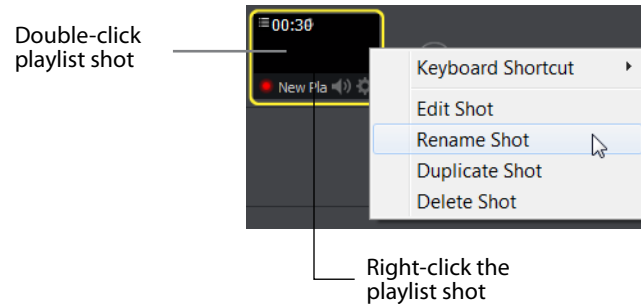 Double-click
playlist shot
00:30
New Pla
Keyboard Shortcut
Edit Shot
Rename Shot
Duplicate Shot
Delete Shot
Right-click the
playlist shot